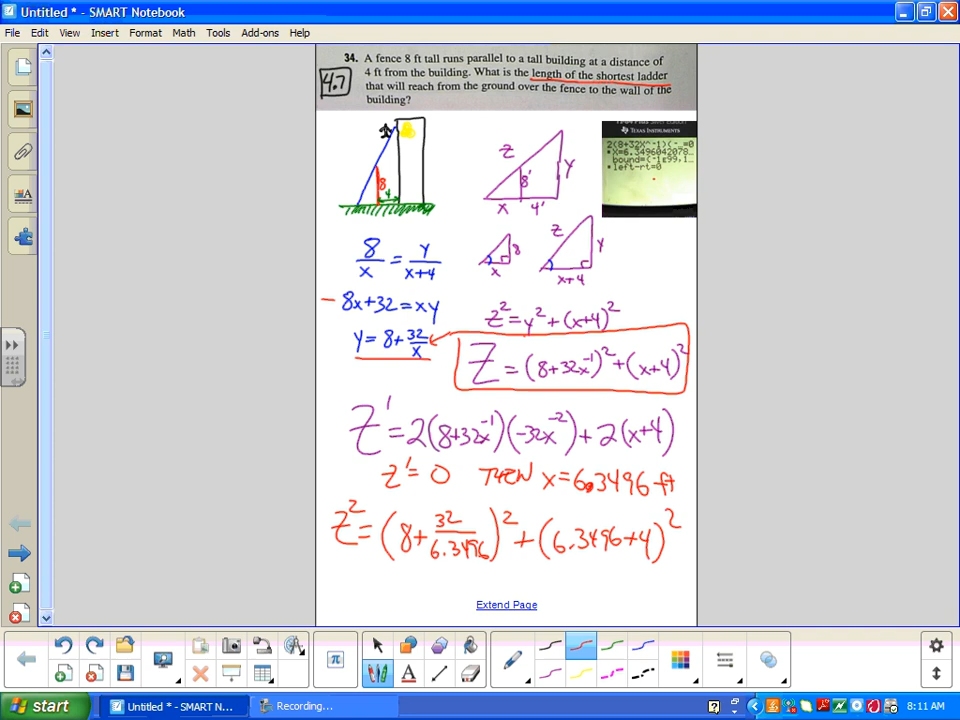 Untitled * - SMART Notebook
File Edit View Insert Format Math Tools Add-ons Help
34. A fence 8 ft tall runs parallel to a tall building at a distance of
4 ft from the building. What is the length of the shortest ladder
that will reach from the ground over the fence to the wall of the
building?
4.7
8
4
z
8'
y
x
4'
TEXAS INSTRUMENTS
2(8+32X^-1)(-…=0
▪X=6.3496042078…
bound={-1ᴇ99,1…
▪left-rt=0
8/x = y/(x+4)
8
x
z
y
x+4
8x+32=xy
z²=y²+(x+4)²
y=8+32/x
Z=(8+32x⁻¹)²+(x+4)²
Z'=2(8+32x⁻¹)(-32x⁻²)+2(x+4)
z'=0 THEN x=6.3496 ft
z²=(8+32/6.3496)²+(6.3496+4)²
Extend Page
start
Untitled * - SMART N...
Recording...
8:11 AM